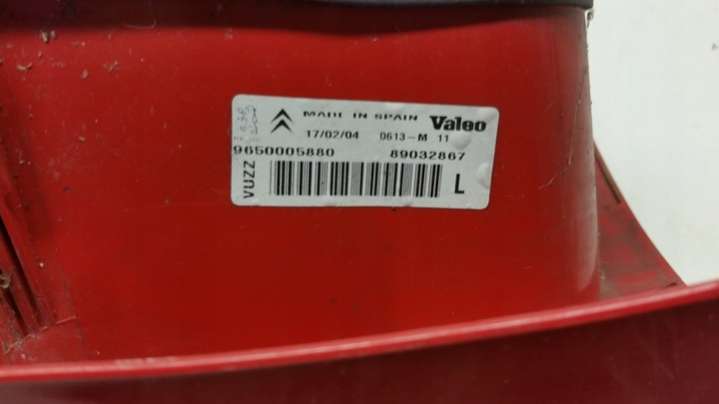 MADE IN SPAIN Valeo
17/02/04 0613-M 11
9650005880 89032867
VUZZ
L